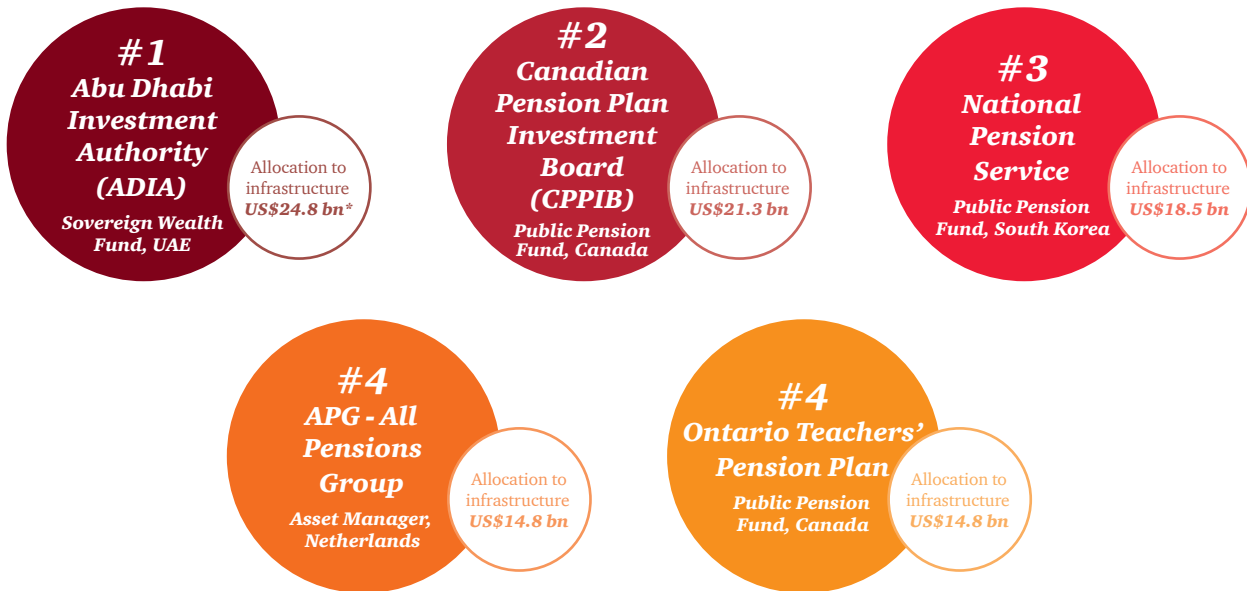 #1
Abu Dhabi
Investment
Authority
(ADIA)
Sovereign Wealth
Fund, UAE
Allocation to
infrastructure
US$24.8 bn*
#2
Canadian
Pension Plan
Investment
Board
(CPPIB)
Public Pension
Fund, Canada
Allocation to
infrastructure
US$21.3 bn
#3
National
Pension
Service
Public Pension
Fund, South Korea
Allocation to
infrastructure
US$18.5 bn
#4
APG - All
Pensions
Group
Asset Manager,
Netherlands
Allocation to
infrastructure
US$14.8 bn
#4
Ontario Teachers’
Pension Plan
Public Pension
Fund, Canada
Allocation to
infrastructure
US$14.8 bn